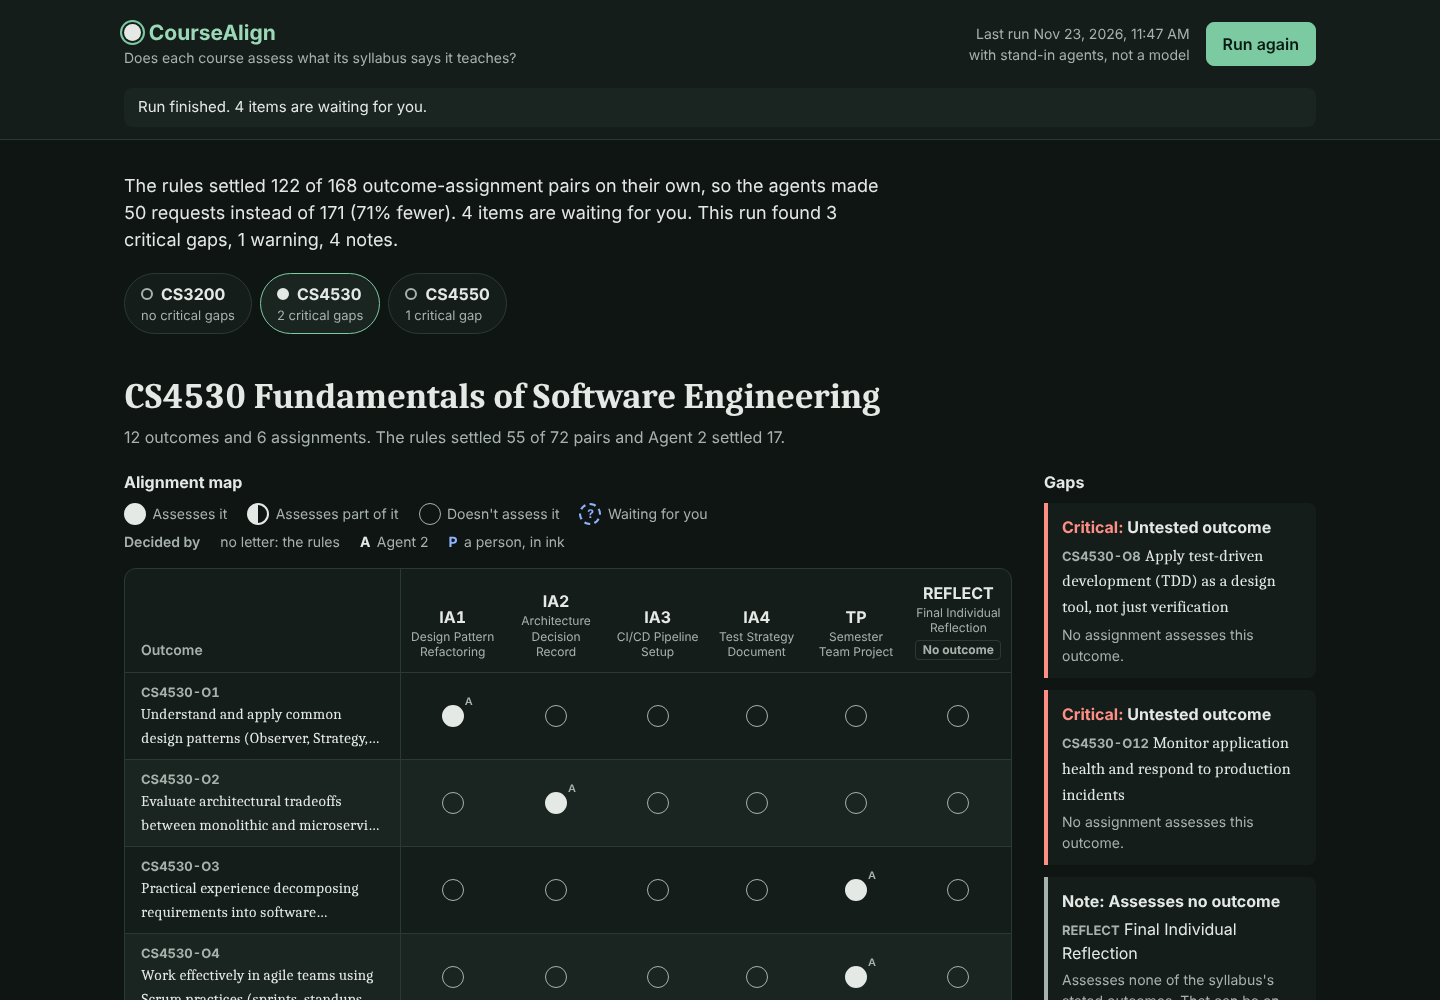 CourseAlign
Does each course assess what its syllabus says it teaches?
Last run Nov 23, 2026, 11:47 AM
with stand-in agents, not a model
Run again
Run finished. 4 items are waiting for you.
The rules settled 122 of 168 outcome-assignment pairs on their own, so the agents made
50 requests instead of 171 (71% fewer). 4 items are waiting for you. This run found 3
critical gaps, 1 warning, 4 notes.
CS3200
no critical gaps
CS4530
2 critical gaps
CS4550
1 critical gap
CS4530 Fundamentals of Software Engineering
12 outcomes and 6 assignments. The rules settled 55 of 72 pairs and Agent 2 settled 17.
Alignment map
Assesses it
Assesses part of it
Doesn't assess it
? Waiting for you
Decided by no letter: the rules A Agent 2 P a person, in ink
Outcome
IA1
Design Pattern
Refactoring
IA2
Architecture
Decision
Record
IA3
CI/CD Pipeline
Setup
IA4
Test Strategy
Document
TP
Semester
Team Project
REFLECT
Final Individual
Reflection
No outcome
CS4530-O1
Understand and apply common
design patterns (Observer, Strategy,...
A
CS4530-O2
Evaluate architectural tradeoffs
between monolithic and microservi...
A
CS4530-O3
Practical experience decomposing
requirements into software...
A
CS4530-O4
Work effectively in agile teams using
Scrum practices (sprints, standups,
A
Gaps
Critical: Untested outcome
CS4530-O8 Apply test-driven
development (TDD) as a design
tool, not just verification
No assignment assesses this
outcome.
Critical: Untested outcome
CS4530-O12 Monitor application
health and respond to production
incidents
No assignment assesses this
outcome.
Note: Assesses no outcome
REFLECT Final Individual
Reflection
Assesses none of the syllabus's
stated outcomes. That can be an